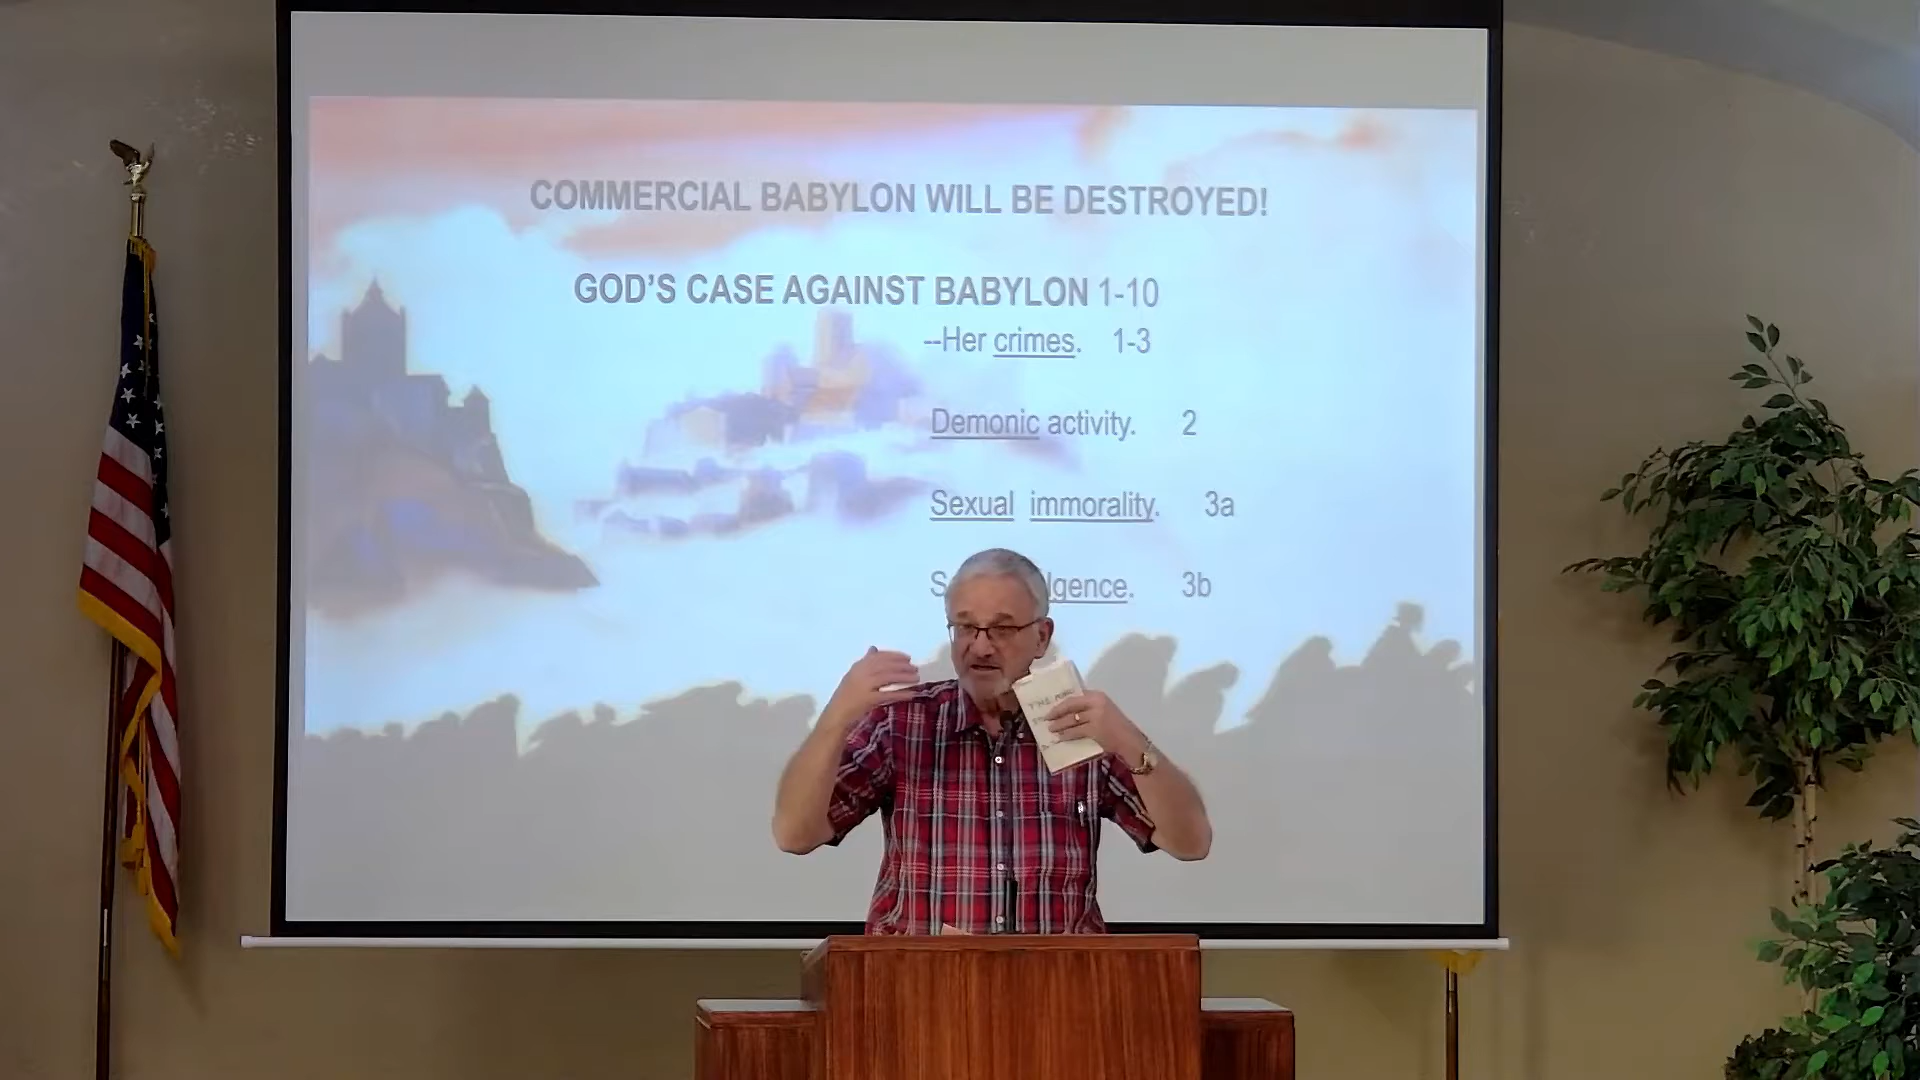 COMMERCIAL BABYLON WILL BE DESTROYED!
GOD'S CASE AGAINST BABYLON 1-10
--Her crimes. 1-3
Demonic activity. 2
Sexual immorality. 3a
3b
THE